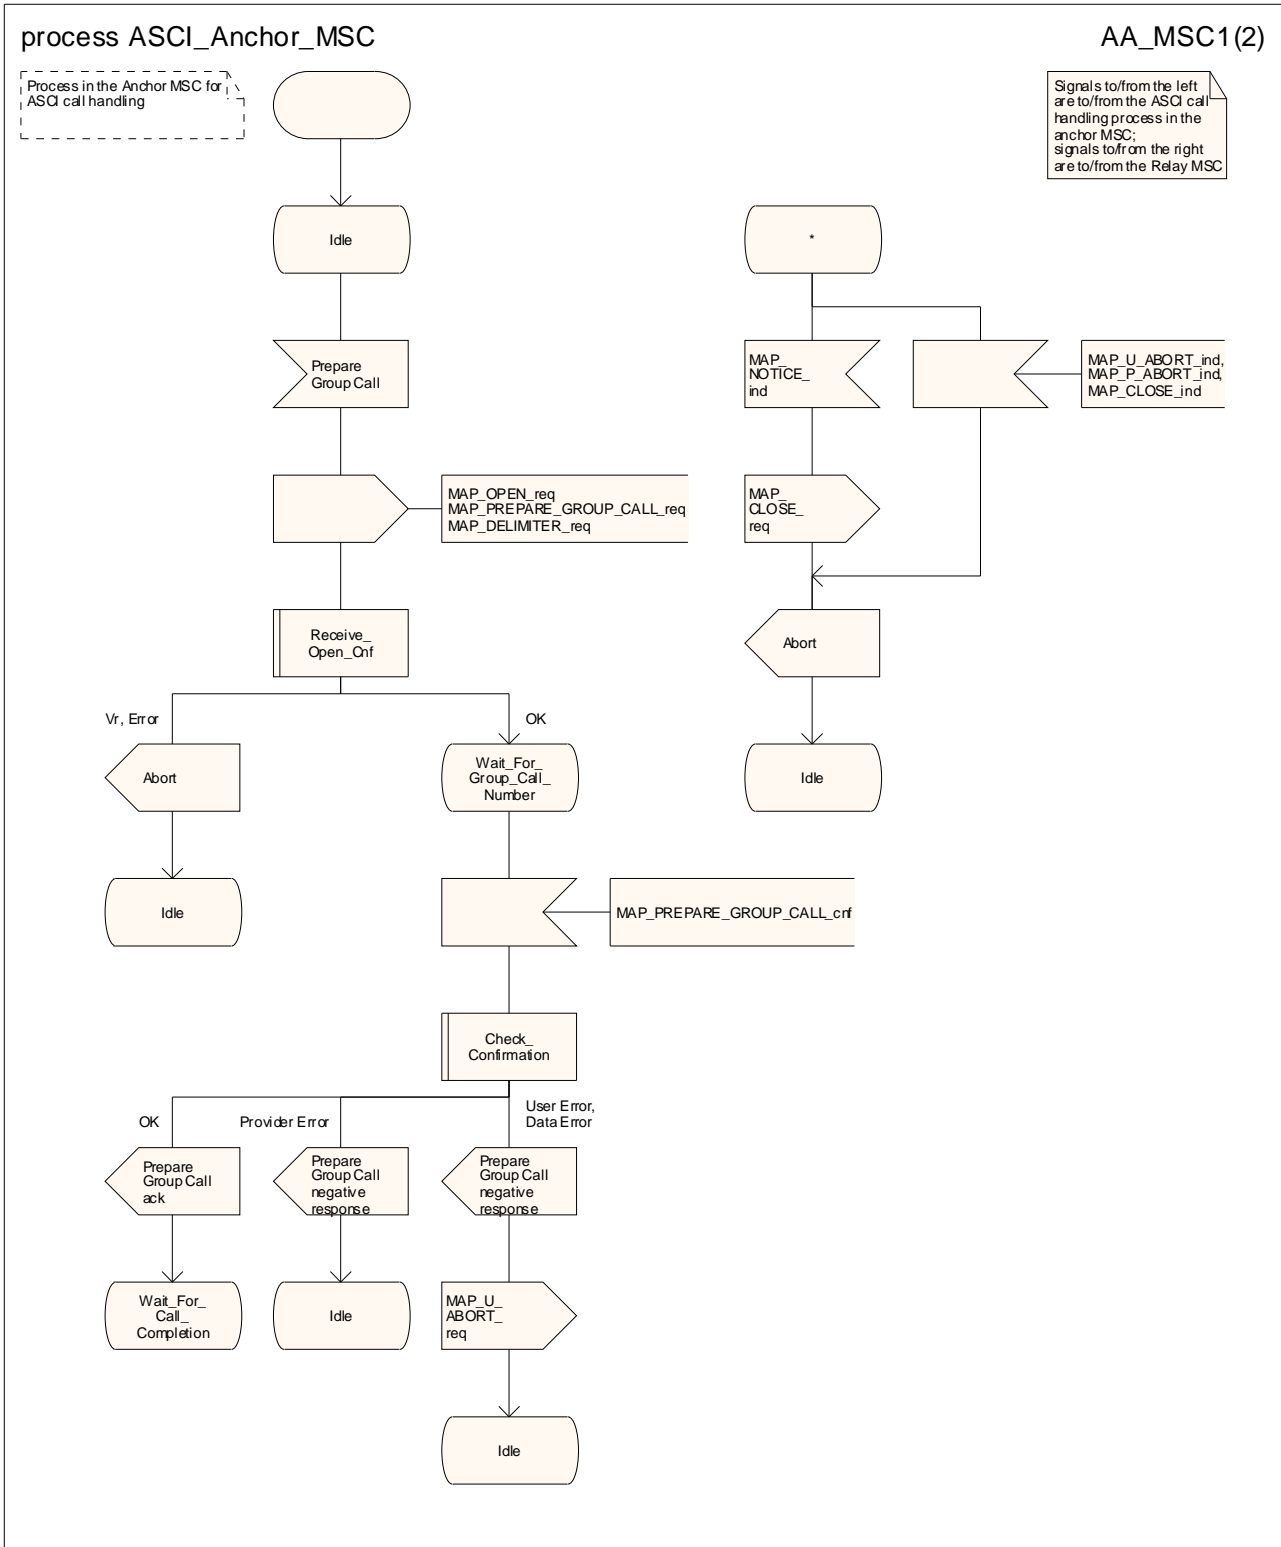 process ASCI_Anchor_MSC
AA_MSC1(2)
Process in the Anchor MSC for
ASCI call handling
Signals to/from the left
are to/from the ASCI call
handling process in the
anchor MSC;
signals to/from the right
are to/from the Relay MSC
Idle
*
Prepare
Group Call
MAP_
NOTICE_
ind
MAP_U_ABORT_ind,
MAP_P_ABORT_ind,
MAP_CLOSE_ind
MAP_OPEN_req
MAP_PREPARE_GROUP_CALL_req
MAP_DELIMITER_req
MAP_
CLOSE_
req
Receive_
Open_Cnf
Abort
Vr, Error
OK
Abort
Wait_For_
Group_Call_
Number
Idle
Idle
MAP_PREPARE_GROUP_CALL_cnf
Check_
Confirmation
OK
Provider Error
User Error,
Data Error
Prepare
Group Call
ack
Prepare
Group Call
negative
response
Prepare
Group Call
negative
response
Wait_For_
Call_
Completion
Idle
MAP_U_
ABORT_
req
Idle